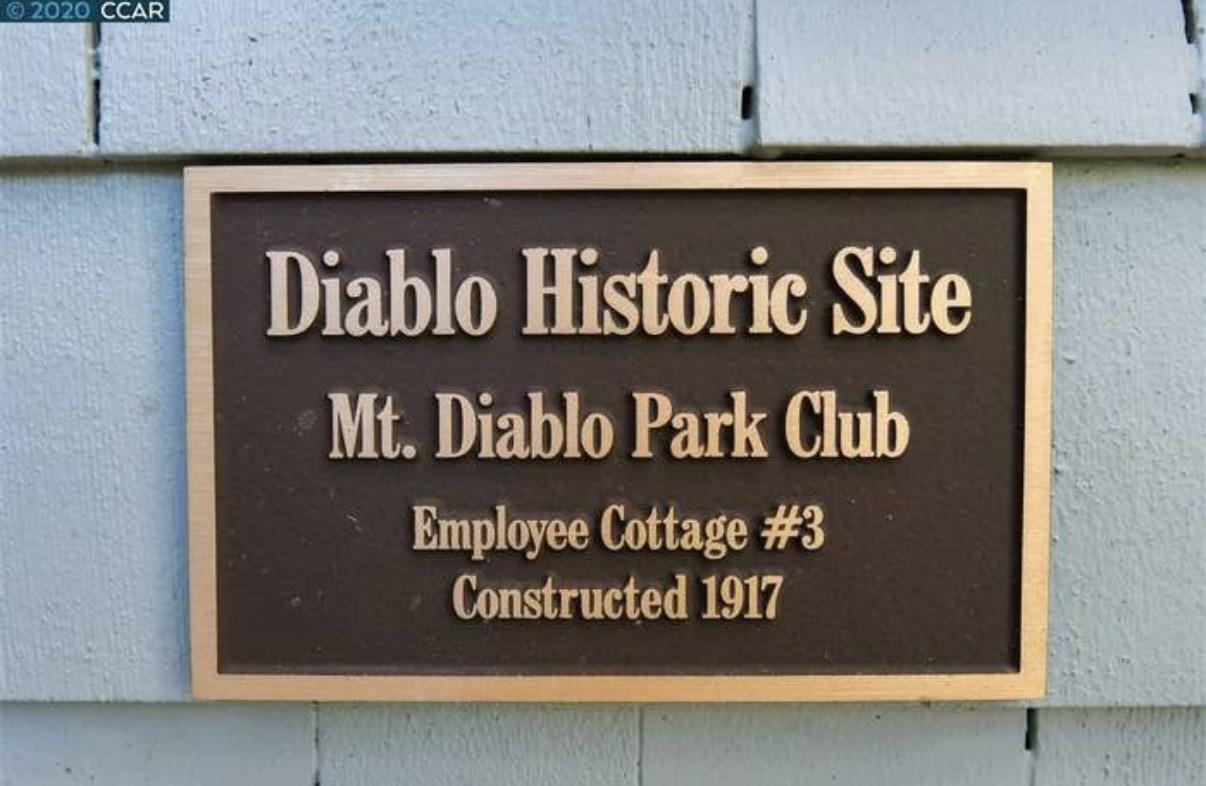 © 2020 CCAR
Diablo Historic Site
Mt. Diablo Park Club
Employee Cottage #3
Constructed 1917